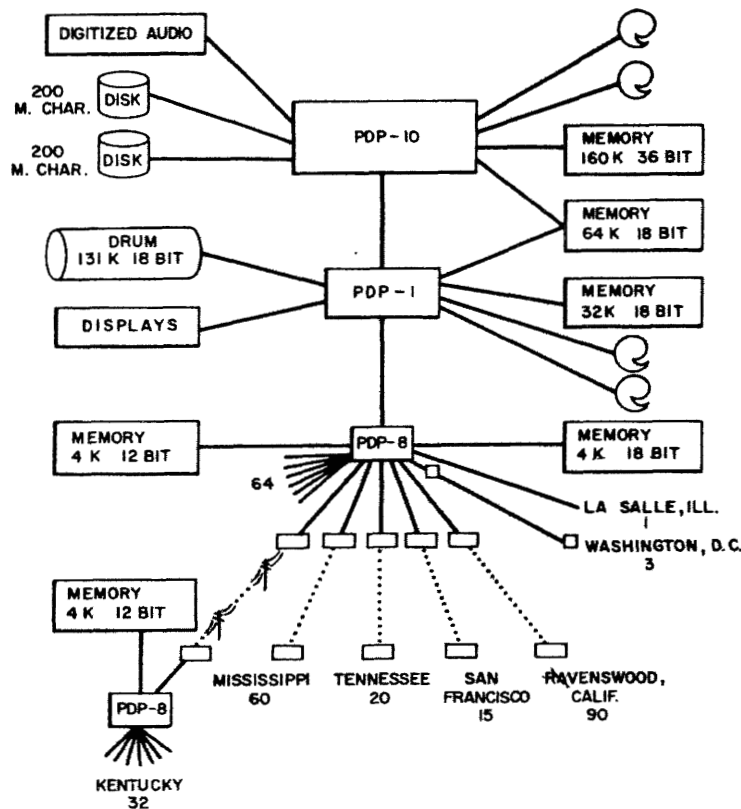 DIGITIZED AUDIO
200
M. CHAR.
DISK
200
M. CHAR.
DISK
PDP-10
MEMORY
160 K 36 BIT
MEMORY
64 K 18 BIT
DRUM
131 K 18 BIT
PDP-1
MEMORY
32K 18 BIT
DISPLAYS
MEMORY
4 K 12 BIT
PDP-8
MEMORY
4 K 18 BIT
64
LA SALLE, ILL.
1
WASHINGTON, D.C.
3
MEMORY
4 K 12 BIT
MISSISSIPPI
60
TENNESSEE
20
SAN
FRANCISCO
15
RAVENSWOOD,
CALIF.
90
PDP-8
KENTUCKY
32